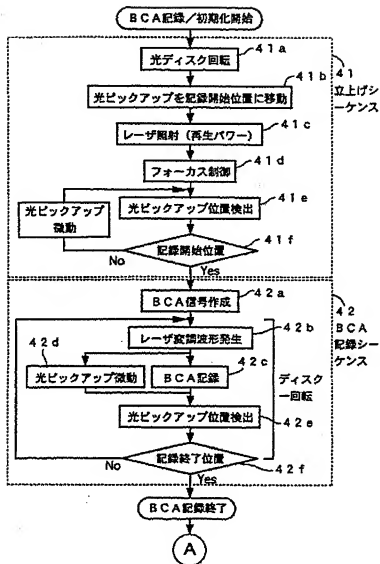 BCA記録／初期化開始
41a
光ディスク回転
41b
41
立上げシーケンス
光ピックアップを記録開始位置に移動
41c
レーザ照射（再生パワー）
41d
フォーカス制御
41e
光ピックアップ微動
光ピックアップ位置検出
41f
記録開始位置
No
Yes
42a
BCA信号作成
42
BCA記録シーケンス
42b
レーザ変調波形発生
42d
42c
光ピックアップ微動
BCA記録
ディスク一回転
光ピックアップ位置検出
42e
記録終了位置
No
42f
Yes
BCA記録終了
A